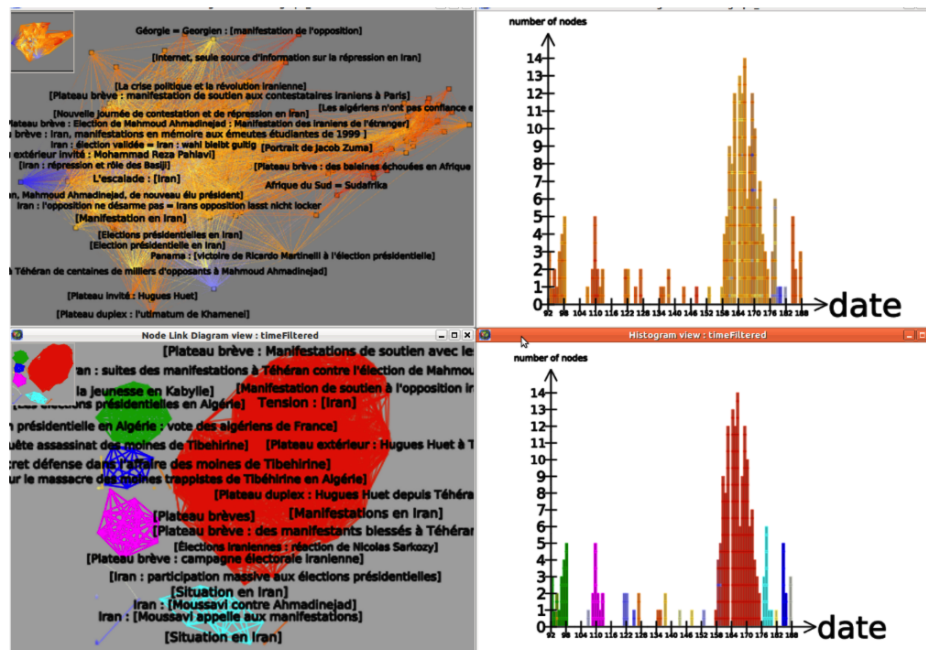 Géorgie = Georgien : [manifestation de l'opposition]
[Internet, seule source d'information sur la répression en Iran]
[La crise politique et la révolution iranienne]
[Plateau brève : manifestation de soutien aux contestataires iraniens à Paris]
[Les algériens n'ont pas confiance e
[Nouvelle journée de contestation et de répression en Iran]
Plateau brève : Election de Mahmoud Ahmadinejad : Manifestation des iraniens de l'étranger]
u brève : Iran, manifestations en mémoire aux émeutes étudiantes de 1999 ]
Iran : élection validée = Iran : wahl bleibt gultig
[Portrait de Jacob Zuma]
u extérieur invité : Mohammad Reza Pahlavi]
[Iran : répression et rôle des Basiji]
[Plateau brève : des baleines échouées en Afrique
L'escalade : [Iran]
Afrique du Sud = Sudafrika
an, Mahmoud Ahmadinejad, de nouveau élu président]
Iran : l'opposition ne désarme pas = Irans opposition lasst nicht locker
[Manifestation en Iran]
[Elections présidentielles en Iran]
[Election présidentielle en Iran]
Panama : [victoire de Ricardo Martinelli à l'élection présidentielle]
à Téhéran de centaines de milliers d'opposants à Mahmoud Ahmadinejad]
[Plateau invité : Hugues Huet]
[Plateau duplex : l'utimatum de Khamenei]
number of nodes
14
13
12
11
10
9
8
7
6
5
4
3
2
1
0
92 98 104 110 116 122 128 134 140 146 152 158 164 170 176 182 188
date
Node Link Diagram view : timeFiltered
[Plateau brève : Manifestations de soutien avec les
ran : suites des manifestations à Téhéran contre l'élection de Mahmou
la jeunesse en Kabylie]
[Manifestation de soutien à l'opposition ir
[Les élections présidentielles en Algérie]
Tension : [Iran]
n présidentielle en Algérie : vote des algériens de France]
uête assassinat des moines de Tibehirine]
[Plateau extérieur : Hugues Huet à T
cret défense dans l'affaire des moines de Tibehirine]
ur le massacre des moines trappistes de Tibéhirine en Algérie]
[Plateau duplex : Hugues Huet depuis Téhéra
[Plateau brèves]
[Manifestations en Iran]
[Plateau brève : des manifestants blessés à Téhéra
[Élections iraniennes : réaction de Nicolas Sarkozy]
[Plateau brève : campagne électorale iranienne]
[Iran : participation massive aux élections présidentielles]
[Situation en Iran]
Iran : [Moussavi contre Ahmadinejad]
Iran : [Moussavi appelle aux manifestations]
[Situation en Iran]
Histogram view : timeFiltered
number of nodes
14
13
12
11
10
9
8
7
6
5
4
3
2
1
0
92 98 104 110 116 122 128 134 140 146 152 158 164 170 176 182 188
date